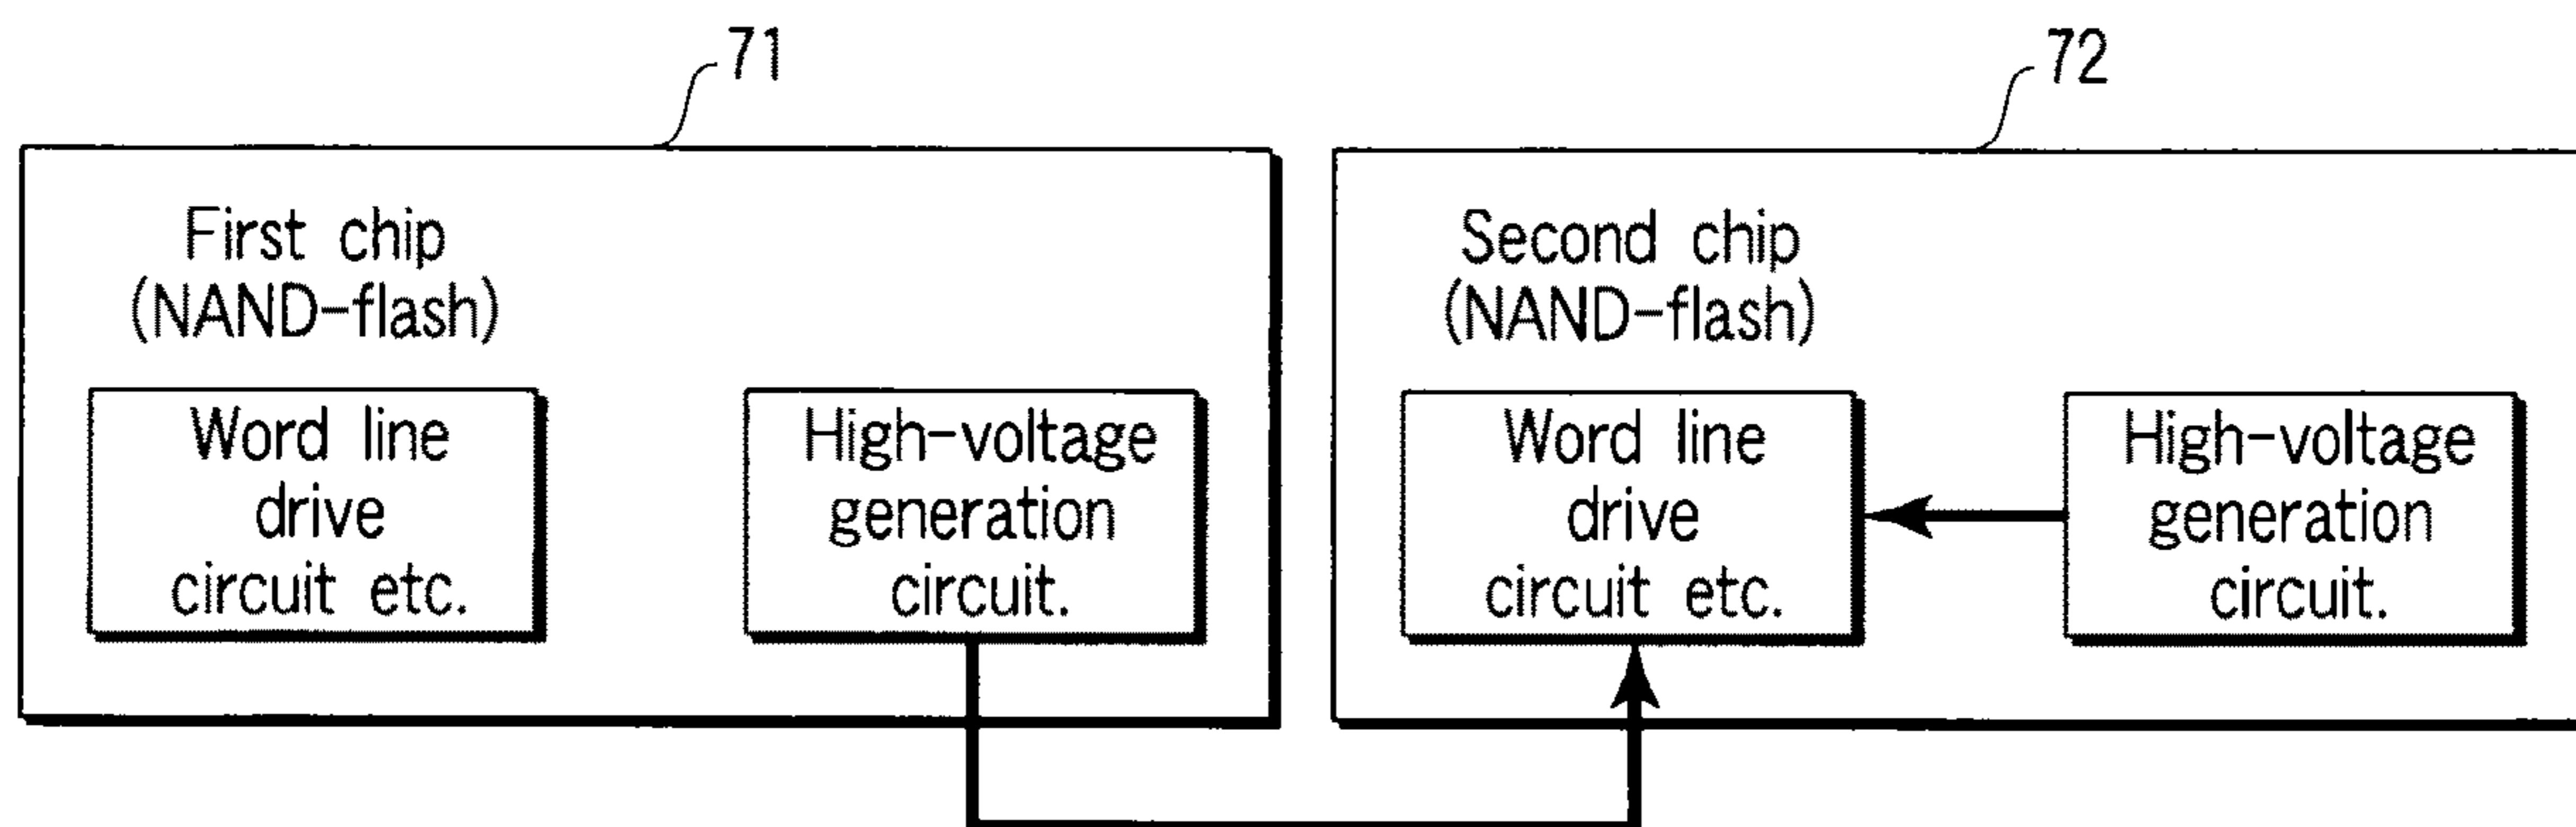 71
72
First chip
(NAND-flash)
Word line
drive
circuit etc.
High-voltage
generation
circuit.
Second chip
(NAND-flash)
Word line
drive
circuit etc.
High-voltage
generation
circuit.